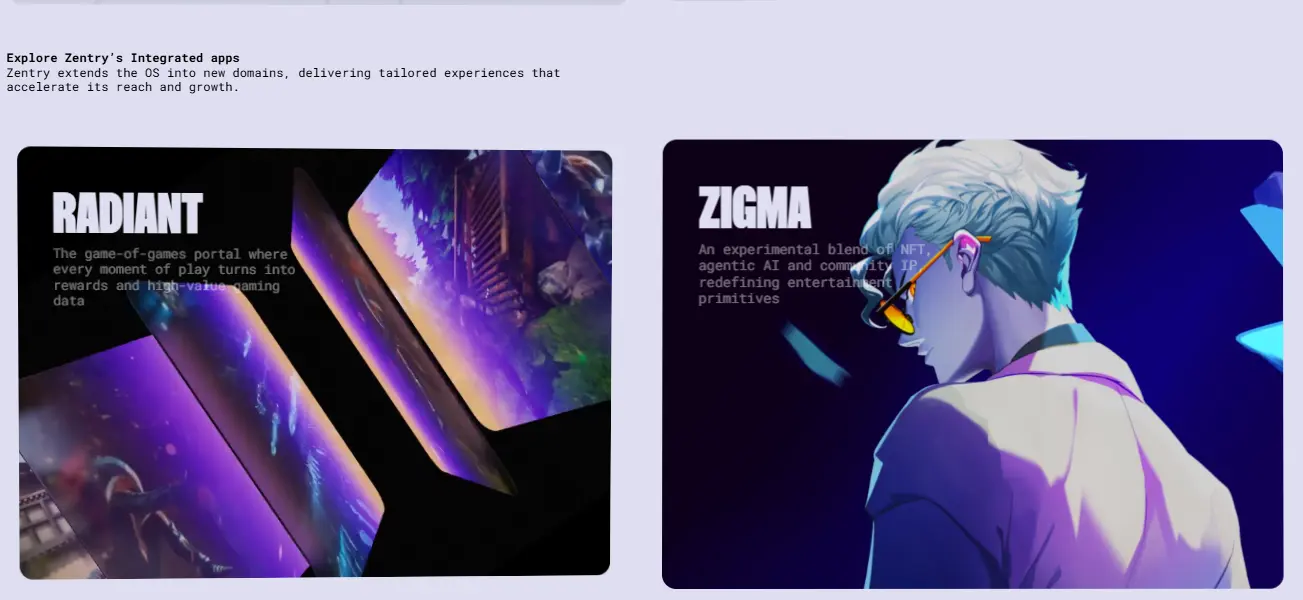 Explore Zentry’s Integrated apps
Zentry extends the OS into new domains, delivering tailored experiences that
accelerate its reach and growth.
RADIANT
The game-of-games portal where
every moment of play turns into
rewards and high-value gaming
data
ZIGMA
An experimental blend of NFT,
agentic AI and community IP,
redefining entertainment
primitives